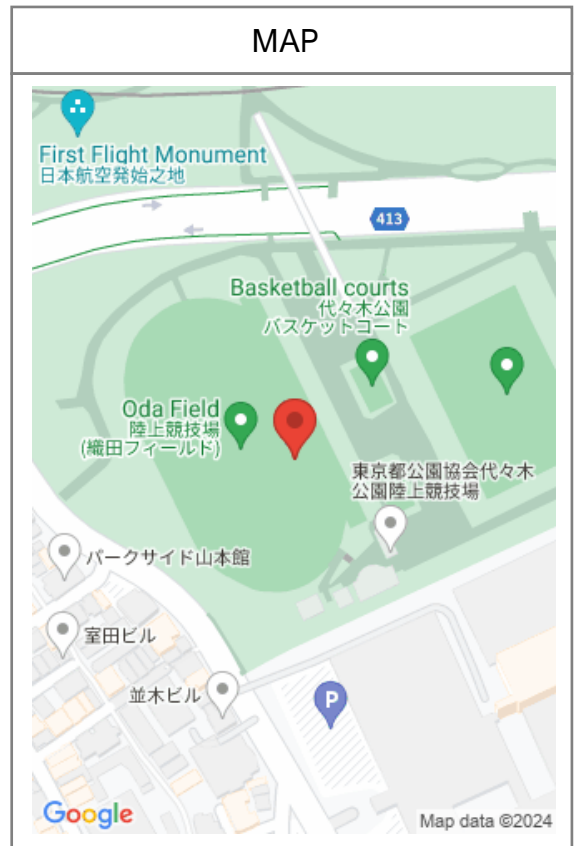 MAP
First Flight Monument
日本航空発始之地
413
Basketball courts
代々木公園
バスケットコート
Oda Field
陸上競技場
(織田フィールド)
東京都公園協会代々木
公園陸上競技場
パークサイド山本館
室田ビル
並木ビル
P
Google
Map data ©2024